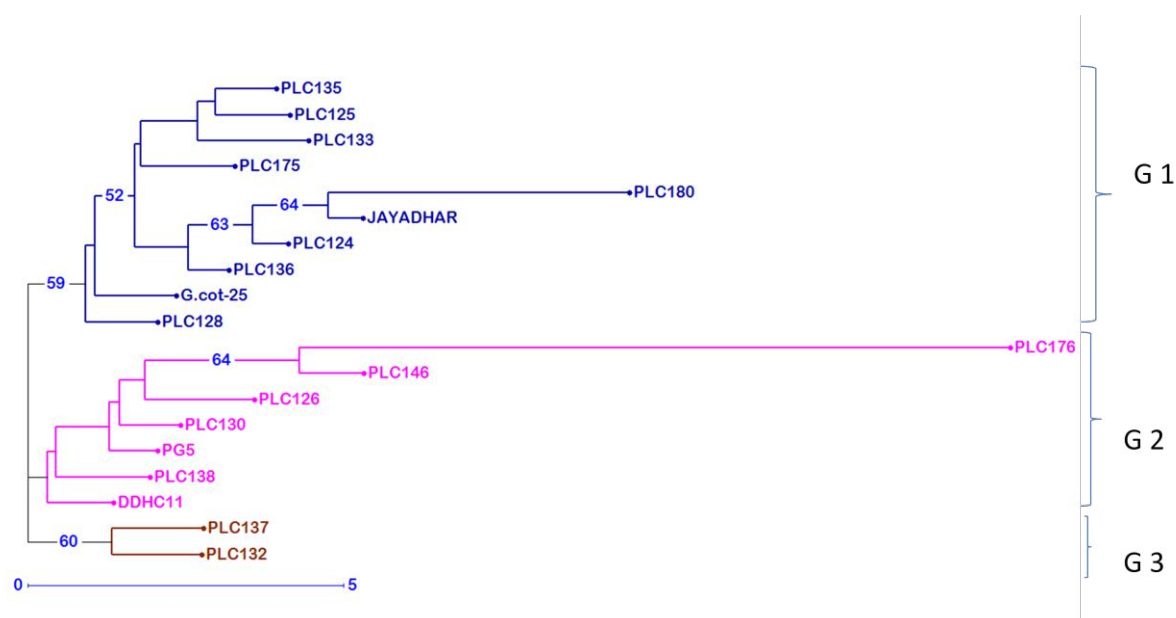 PLC135
PLC125
PLC133
PLC175
52
PLC180
64
JAYADHAR
63
PLC124
PLC136
59
G.cot-25
PLC128
G 1
PLC176
64
PLC146
PLC126
PLC130
PG5
PLC138
DDHC11
G 2
PLC137
60
PLC132
G 3
0 5